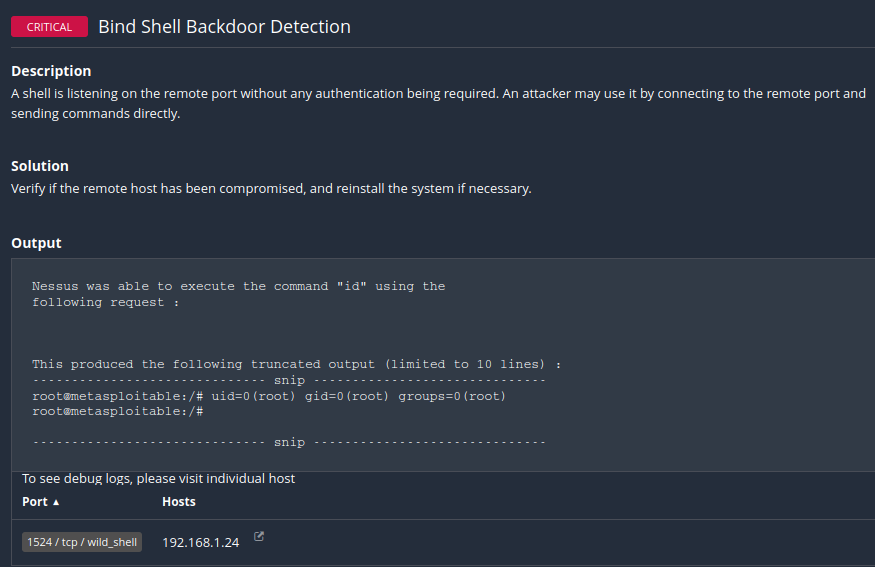 CRITICAL Bind Shell Backdoor Detection
Description
A shell is listening on the remote port without any authentication being required. An attacker may use it by connecting to the remote port and
sending commands directly.
Solution
Verify if the remote host has been compromised, and reinstall the system if necessary.
Output
Nessus was able to execute the command "id" using the
following request :
This produced the following truncated output (limited to 10 lines) :
------------------------------ snip ------------------------------
root@metasploitable:/# uid=0(root) gid=0(root) groups=0(root)
root@metasploitable:/#
------------------------------ snip ------------------------------
To see debug logs, please visit individual host
Port ▲ Hosts
1524 / tcp / wild_shell 192.168.1.24